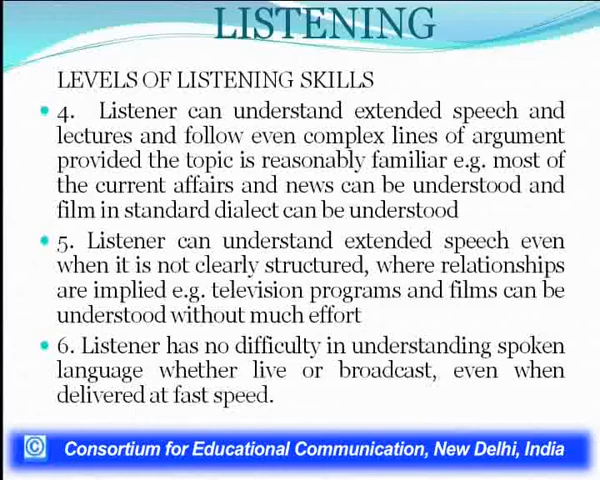 LISTENING
LEVELS OF LISTENING SKILLS
4. Listener can understand extended speech and
lectures and follow even complex lines of argument
provided the topic is reasonably familiar e.g. most of
the current affairs and news can be understood and
film in standard dialect can be understood
5. Listener can understand extended speech even
when it is not clearly structured, where relationships
are implied e.g. television programs and films can be
understood without much effort
6. Listener has no difficulty in understanding spoken
language whether live or broadcast, even when
delivered at fast speed.
© Consortium for Educational Communication, New Delhi, India